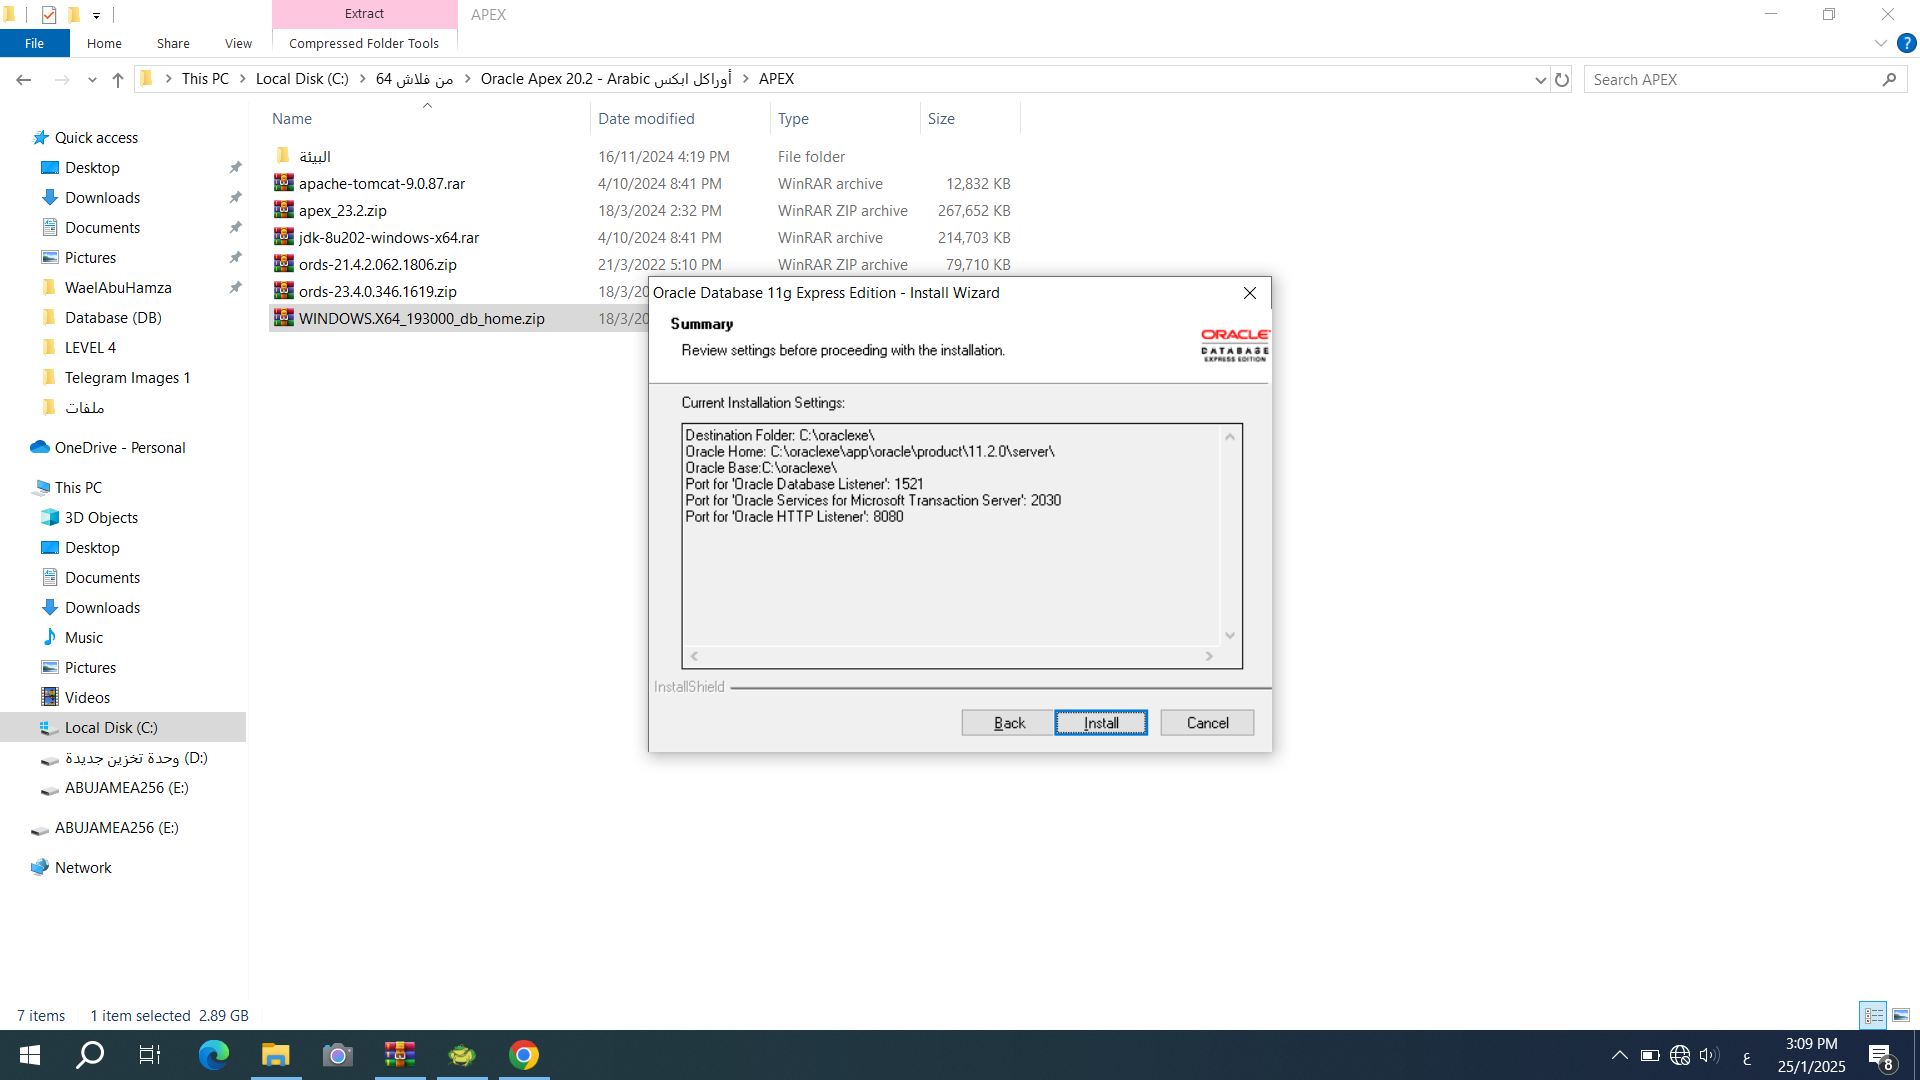 Extract
APEX
File
Home
Share
View
Compressed Folder Tools
This PC
Local Disk (C:)
من فلاش 64
Oracle Apex 20.2 - Arabic أوراكل ابكس
APEX
Search APEX
Name
Date modified
Type
Size
Quick access
Desktop
Downloads
Documents
Pictures
WaelAbuHamza
Database (DB)
LEVEL 4
Telegram Images 1
ملفات
OneDrive - Personal
This PC
3D Objects
Desktop
Documents
Downloads
Music
Pictures
Videos
Local Disk (C:)
وحدة تخزين جديدة (D:)
ABUJAMEA256 (E:)
ABUJAMEA256 (E:)
Network
البيئة 16/11/2024 4:19 PM File folder
apache-tomcat-9.0.87.rar 4/10/2024 8:41 PM WinRAR archive 12,832 KB
apex_23.2.zip 18/3/2024 2:32 PM WinRAR ZIP archive 267,652 KB
jdk-8u202-windows-x64.rar 4/10/2024 8:41 PM WinRAR archive 214,703 KB
ords-21.4.2.062.1806.zip 21/3/2022 5:10 PM WinRAR ZIP archive 79,710 KB
ords-23.4.0.346.1619.zip 18/3/20
WINDOWS.X64_193000_db_home.zip 18/3/20
Oracle Database 11g Express Edition - Install Wizard
Summary
Review settings before proceeding with the installation.
ORACLE
DATABASE
EXPRESS EDITION
Current Installation Settings:
Destination Folder: C:\oraclexe\
Oracle Home: C:\oraclexe\app\oracle\product\11.2.0\server\
Oracle Base:C:\oraclexe\
Port for 'Oracle Database Listener': 1521
Port for 'Oracle Services for Microsoft Transaction Server': 2030
Port for 'Oracle HTTP Listener': 8080
InstallShield
Back
Install
Cancel
7 items
1 item selected 2.89 GB
ع
3:09 PM
25/1/2025
8